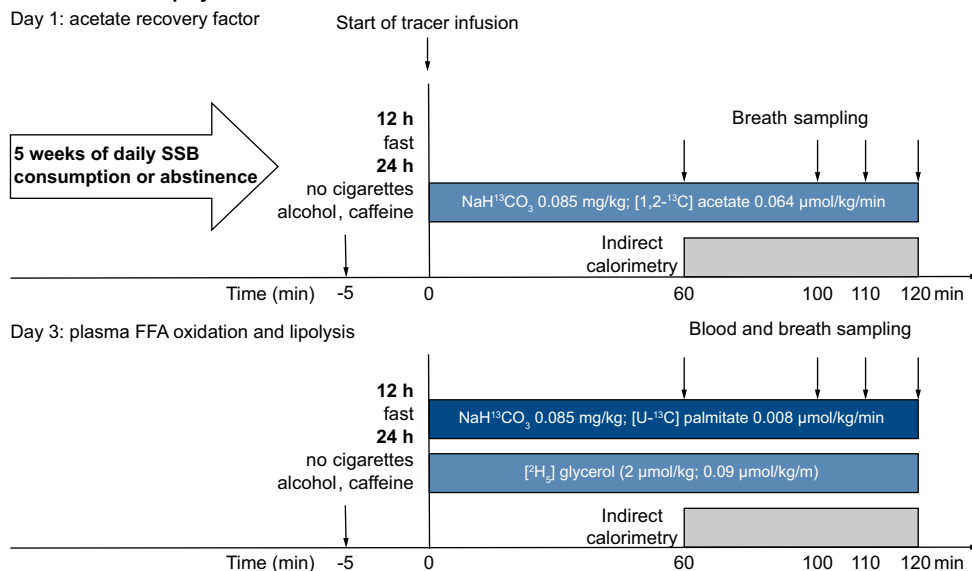 Day 1: acetate recovery factor
Start of tracer infusion
5 weeks of daily SSB
consumption or abstinence
12 h
fast
24 h
no cigarettes
alcohol, caffeine
Breath sampling
NaH¹³CO₃ 0.085 mg/kg; [1,2-¹³C] acetate 0.064 µmol/kg/min
Indirect
calorimetry
Time (min) -5 0 60 100 110 120 min
Day 3: plasma FFA oxidation and lipolysis
Blood and breath sampling
12 h
fast
24 h
no cigarettes
alcohol, caffeine
NaH¹³CO₃ 0.085 mg/kg; [U-¹³C] palmitate 0.008 µmol/kg/min
[²H₅] glycerol (2 µmol/kg; 0.09 µmol/kg/m)
Indirect
calorimetry
Time (min) -5 0 60 100 110 120 min